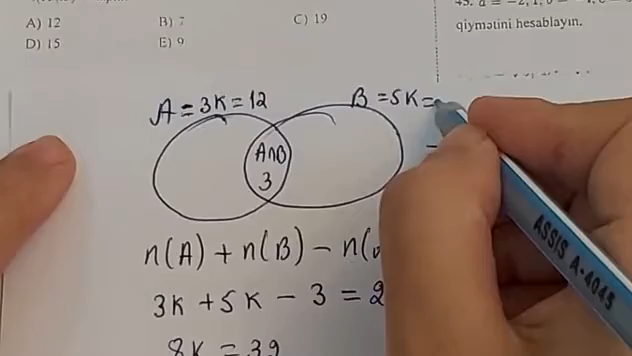 A) 12 B) 7 C) 19
D) 15 E) 9
qiymətini hesablayın.
A = 3K = 12 B = 5K =
A∩B
3
n(A) + n(B) - n(
3K + 5K - 3 = 2
8K = 39
ASSIS A-4045